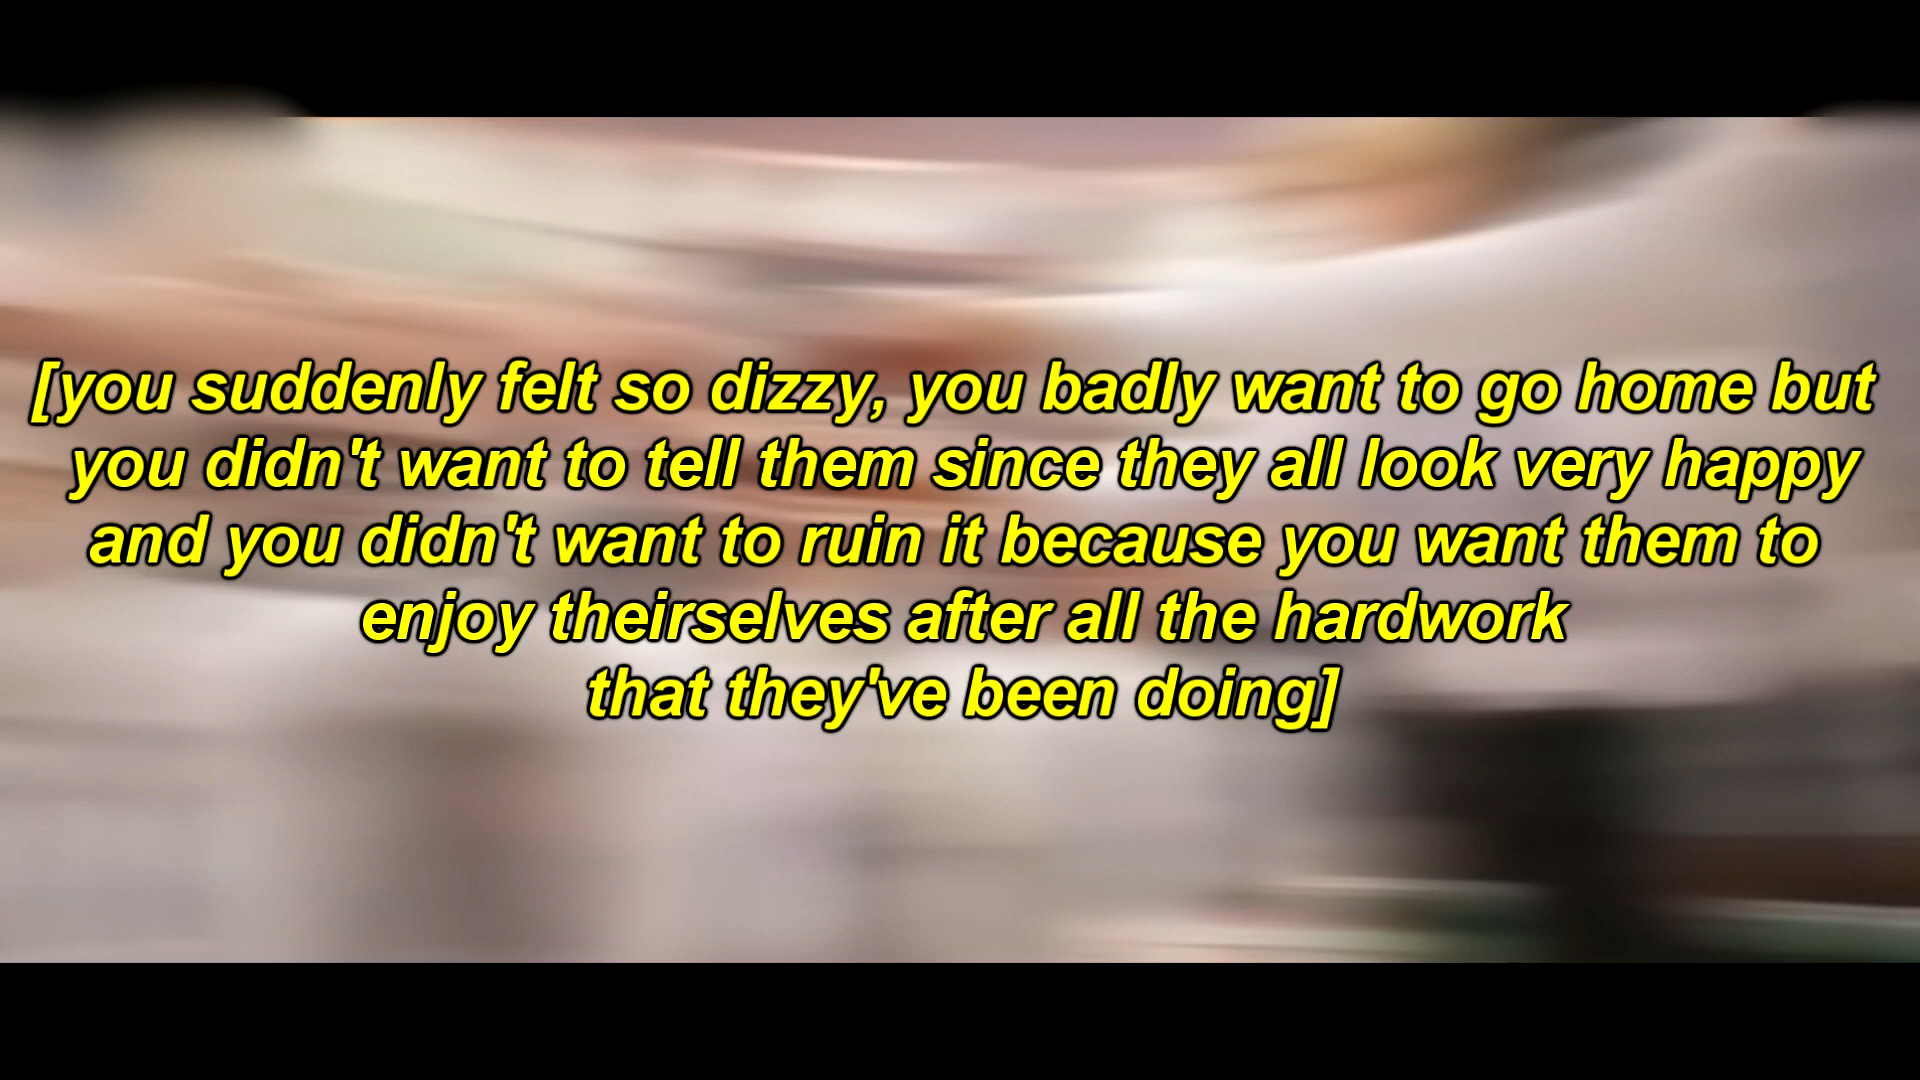 [you suddenly felt so dizzy, you badly want to go home but
you didn't want to tell them since they all look very happy
and you didn't want to ruin it because you want them to
enjoy theirselves after all the hardwork
that they've been doing]